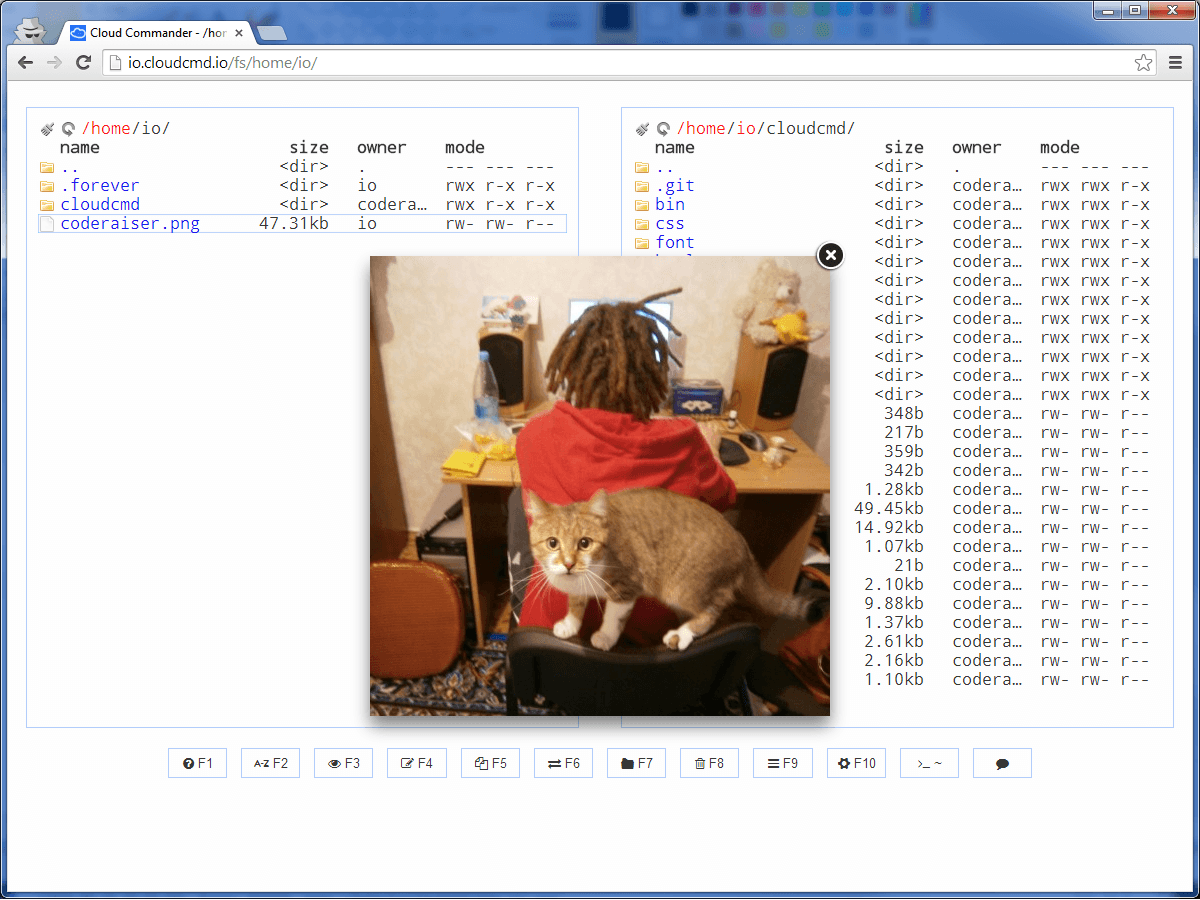 Cloud Commander - /hor
io.cloudcmd.io/fs/home/io/
/home/io/
name size owner mode
.. <dir> . --- --- ---
.forever <dir> io rwx r-x r-x
cloudcmd <dir> codera… rwx r-x r-x
coderaiser.png 47.31kb io rw- rw- r--
/home/io/cloudcmd/
name size owner mode
.. <dir> . --- --- ---
.git <dir> codera… rwx rwx r-x
bin <dir> codera… rwx rwx r-x
css <dir> codera… rwx rwx r-x
font <dir> codera… rwx rwx r-x
<dir> codera… rwx rwx r-x
<dir> codera… rwx rwx r-x
<dir> codera… rwx rwx r-x
<dir> codera… rwx rwx r-x
<dir> codera… rwx rwx r-x
<dir> codera… rwx rwx r-x
<dir> codera… rwx rwx r-x
<dir> codera… rwx rwx r-x
348b codera… rw- rw- r--
217b codera… rw- rw- r--
359b codera… rw- rw- r--
342b codera… rw- rw- r--
1.28kb codera… rw- rw- r--
49.45kb codera… rw- rw- r--
14.92kb codera… rw- rw- r--
1.07kb codera… rw- rw- r--
21b codera… rw- rw- r--
2.10kb codera… rw- rw- r--
9.88kb codera… rw- rw- r--
1.37kb codera… rw- rw- r--
2.61kb codera… rw- rw- r--
2.16kb codera… rw- rw- r--
1.10kb codera… rw- rw- r--
F1 A-Z F2 F3 F4 F5 F6 F7 F8 F9 F10 >_ ~